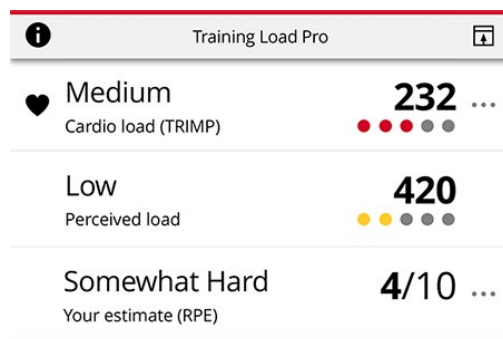 Training Load Pro
Medium 232
Cardio load (TRIMP)
Low 420
Perceived load
Somewhat Hard 4/10
Your estimate (RPE)